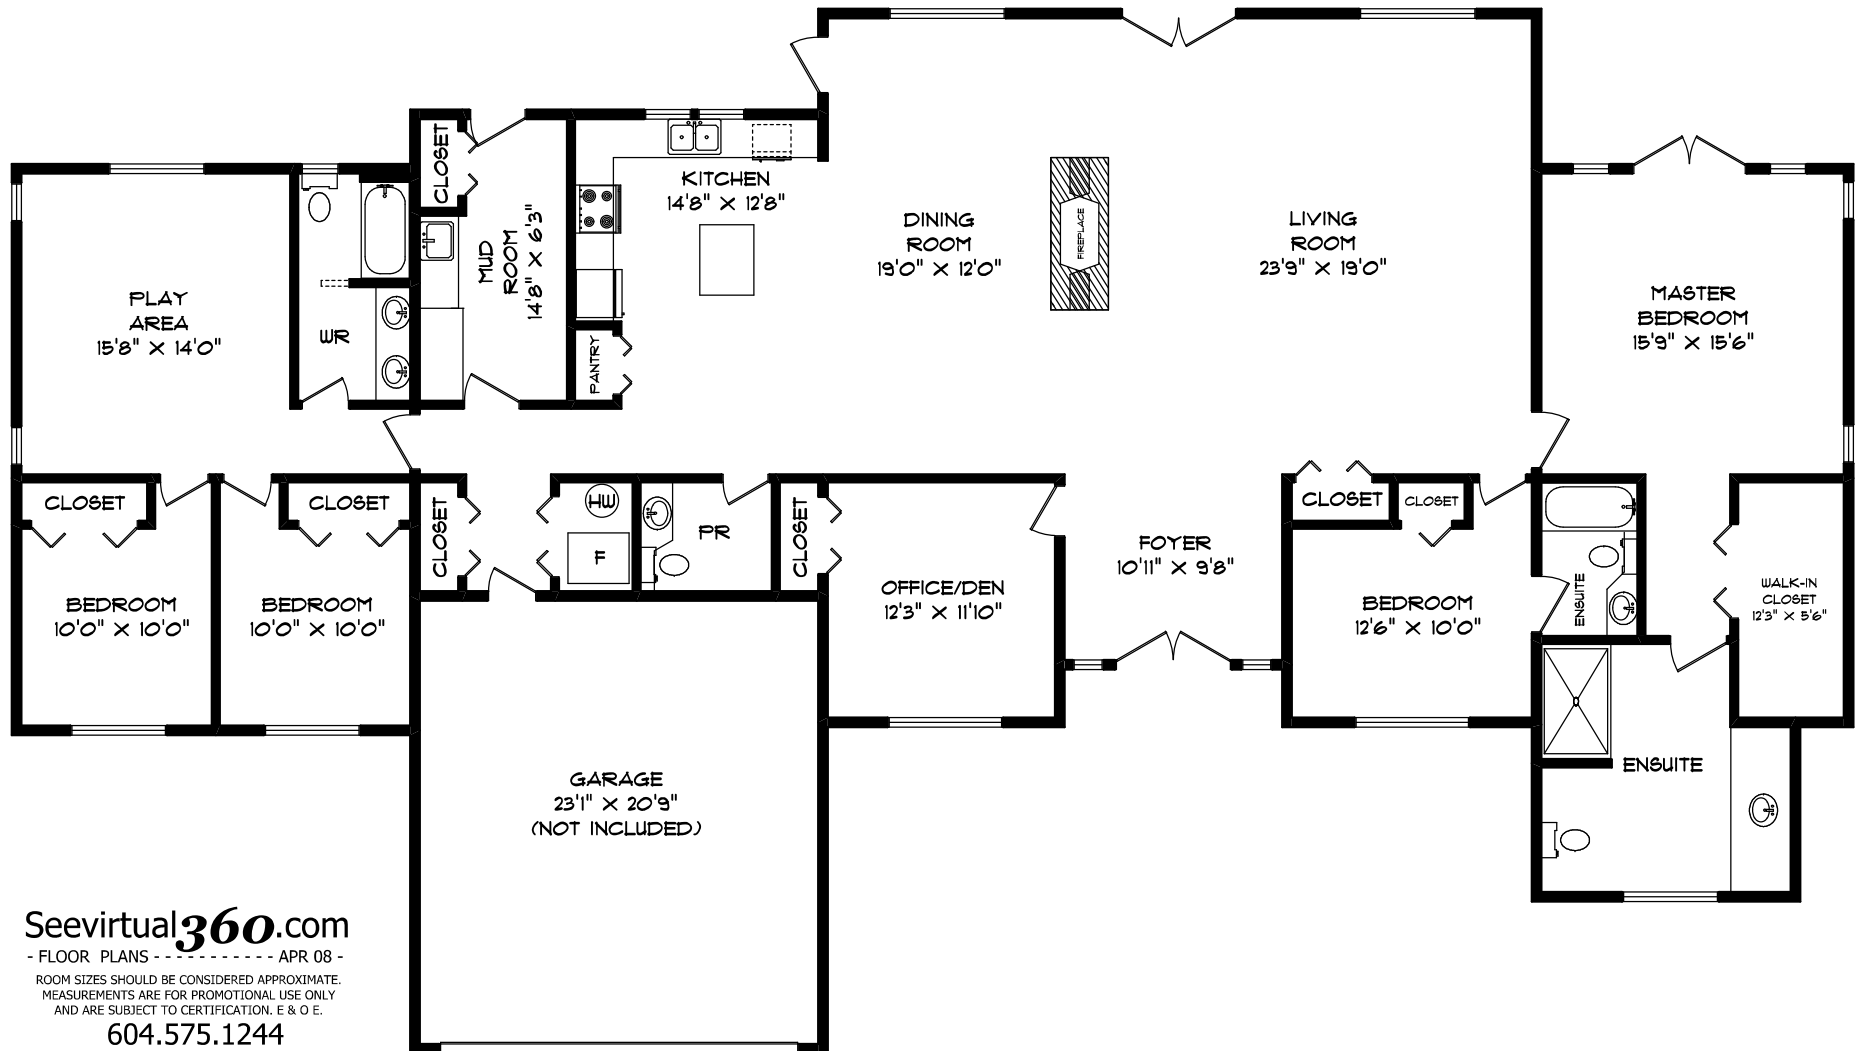 CLOSET
KITCHEN
14'8" X 12'8"
MUD
ROOM
14'8" X 6'3"
DINING
ROOM
19'0" X 12'0"
FIREPLACE
LIVING
ROOM
23'9" X 19'0"
PLAY
AREA
15'8" X 14'0"
WR
PANTRY
MASTER
BEDROOM
15'9" X 15'6"
CLOSET
CLOSET
CLOSET
HW
F
PR
CLOSET
CLOSET
CLOSET
FOYER
10'11" X 9'8"
OFFICE/DEN
12'3" X 11'10"
BEDROOM
10'0" X 10'0"
BEDROOM
10'0" X 10'0"
BEDROOM
12'6" X 10'0"
ENSUITE
WALK-IN
CLOSET
12'3" X 5'6"
GARAGE
23'1" X 20'9"
(NOT INCLUDED)
ENSUITE
Seevirtual360.com
- FLOOR PLANS - - - - - - - - - - - APR 08 -
ROOM SIZES SHOULD BE CONSIDERED APPROXIMATE.
MEASUREMENTS ARE FOR PROMOTIONAL USE ONLY
AND ARE SUBJECT TO CERTIFICATION. E & O E.
604.575.1244